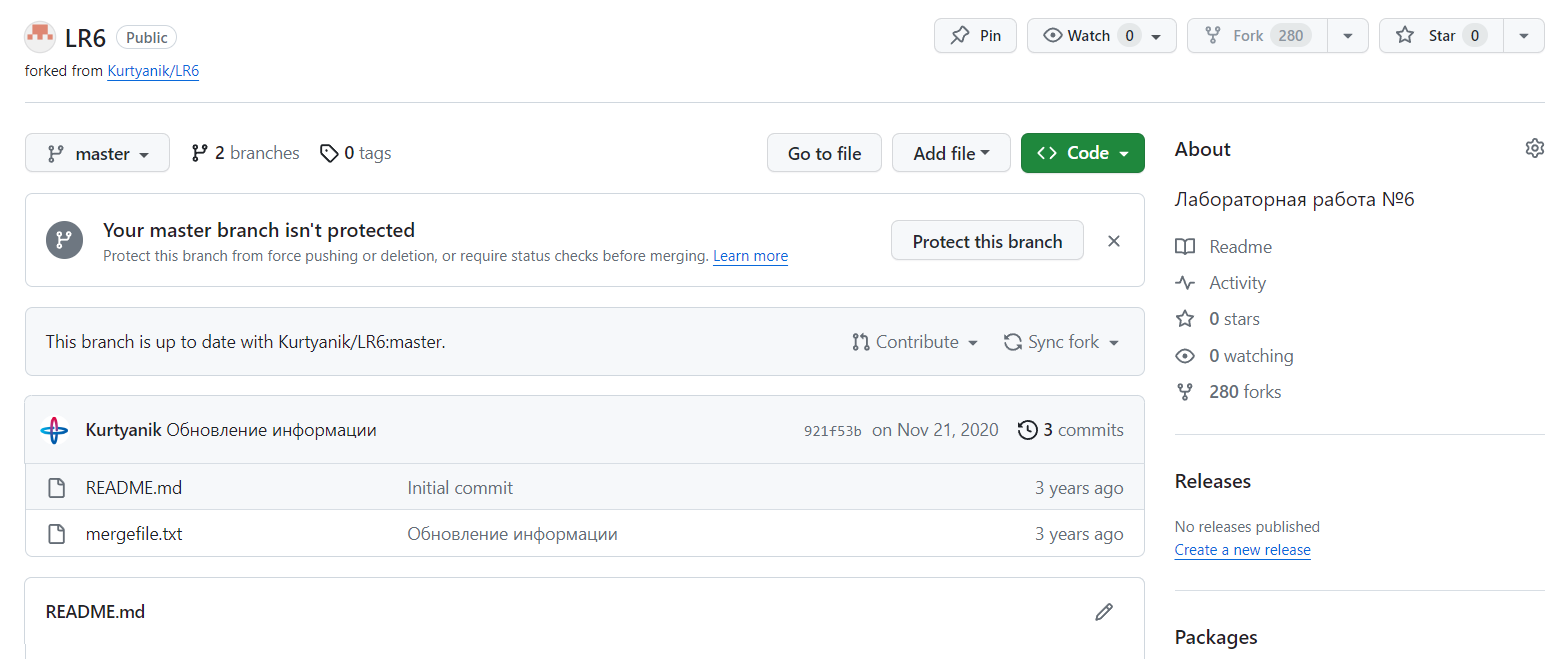 LR6 Public Pin Watch 0 Fork 280 Star 0
forked from Kurtyanik/LR6
master 2 branches 0 tags Go to file Add file Code
Your master branch isn't protected
Protect this branch from force pushing or deletion, or require status checks before merging. Learn more
Protect this branch
This branch is up to date with Kurtyanik/LR6:master. Contribute Sync fork
Kurtyanik Обновление информации 921f53b on Nov 21, 2020 3 commits
README.md Initial commit 3 years ago
mergefile.txt Обновление информации 3 years ago
README.md
About
Лабораторная работа №6
Readme
Activity
0 stars
0 watching
280 forks
Releases
No releases published
Create a new release
Packages